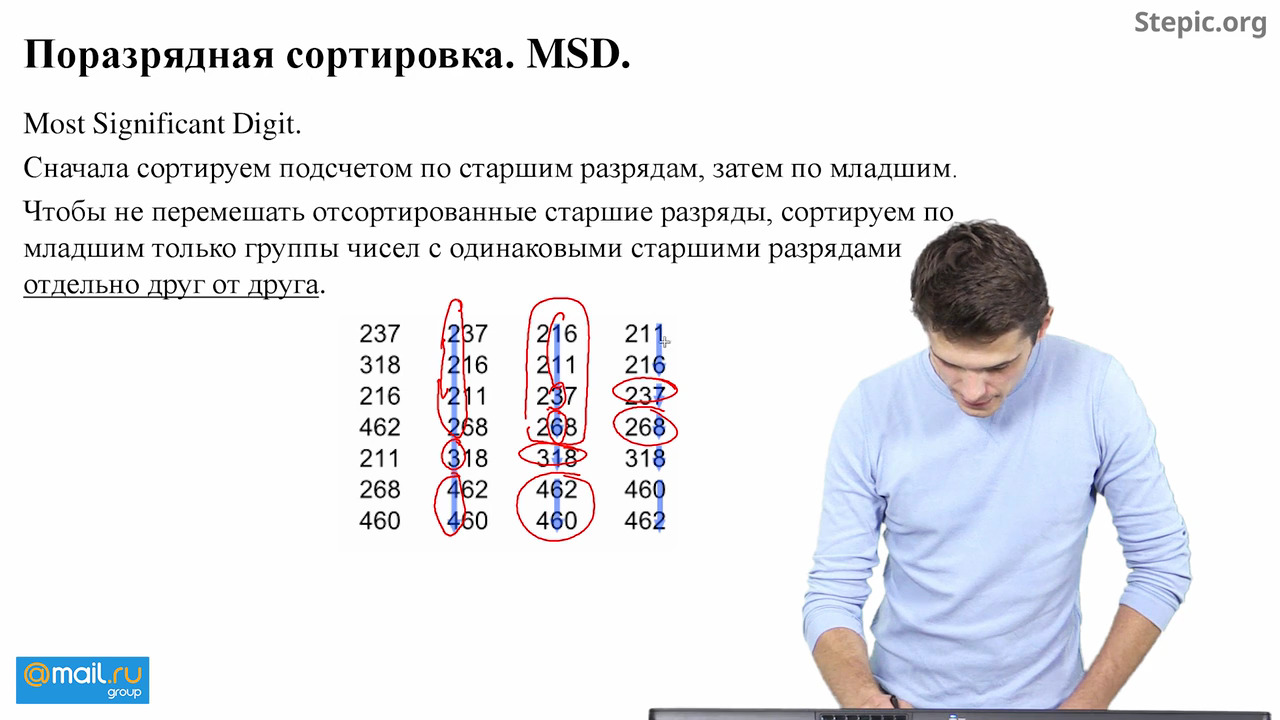 Stepic.org
Поразрядная сортировка. MSD.
Most Significant Digit.
Сначала сортируем подсчетом по старшим разрядам, затем по младшим.
Чтобы не перемешать отсортированные старшие разряды, сортируем по
младшим только группы чисел с одинаковыми старшими разрядами
отдельно друг от друга.
237 237 216 211
318 216 211 216
216 211 237 237
462 268 268 268
211 318 318 318
268 462 462 460
460 460 460 462
@mail.ru
group